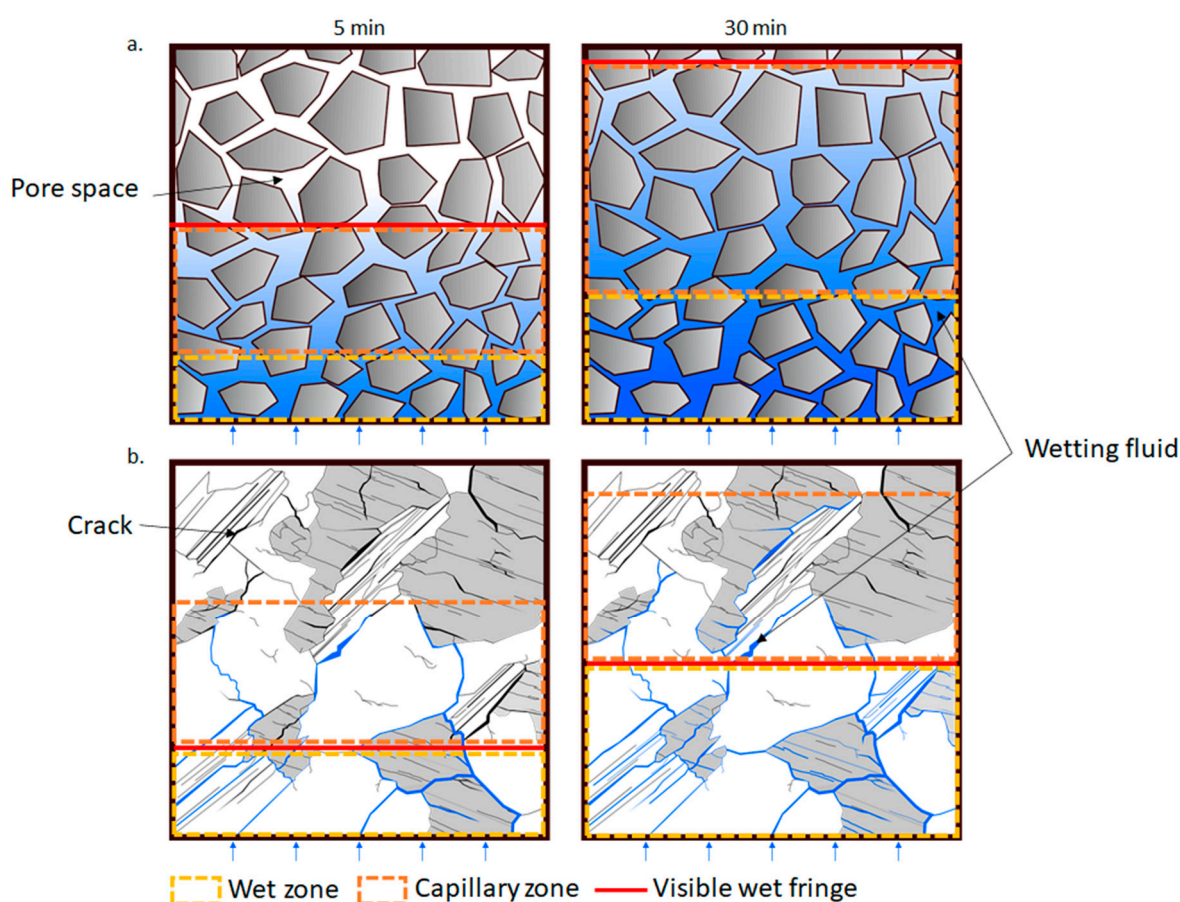 5 min
30 min
a.
Pore space
Wetting fluid
b.
Crack
Wet zone
Capillary zone
Visible wet fringe